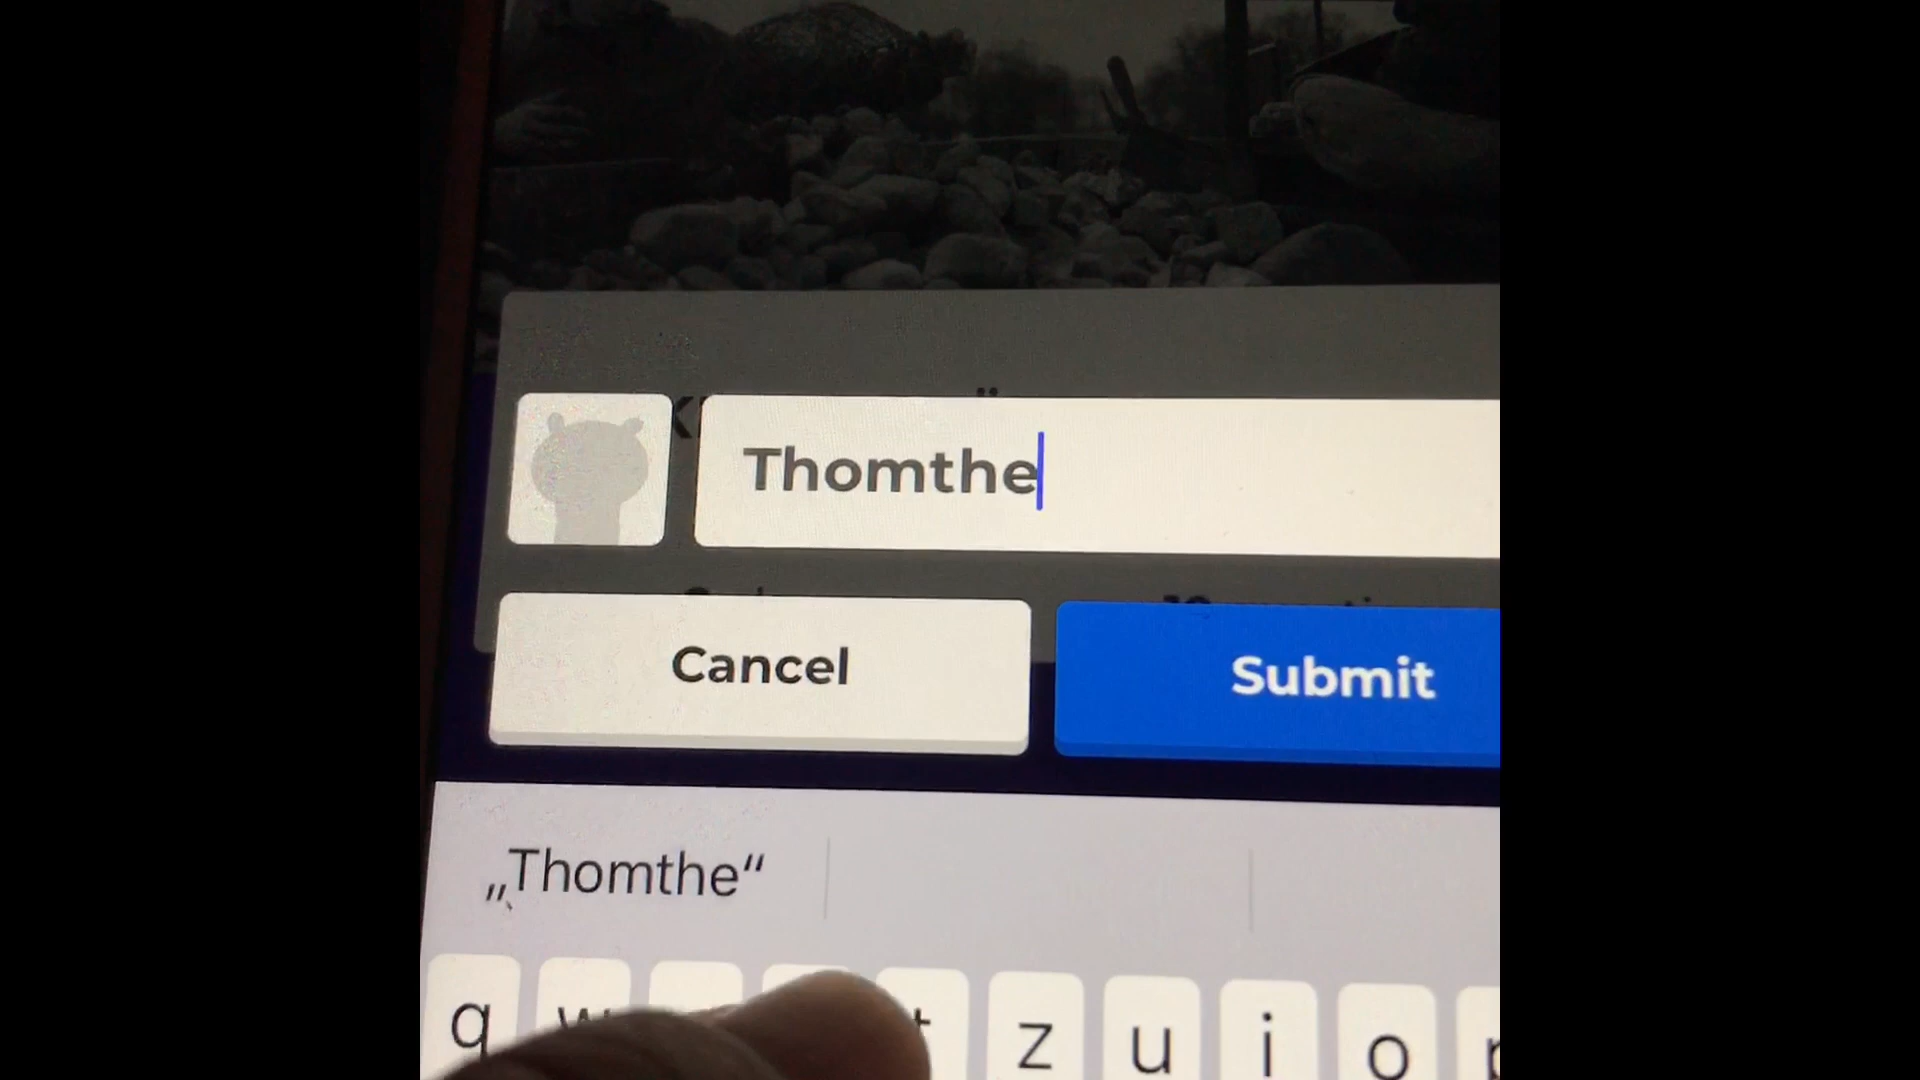 Thomthe
Cancel
Submit
„Thomthe“
q w t z u i o p